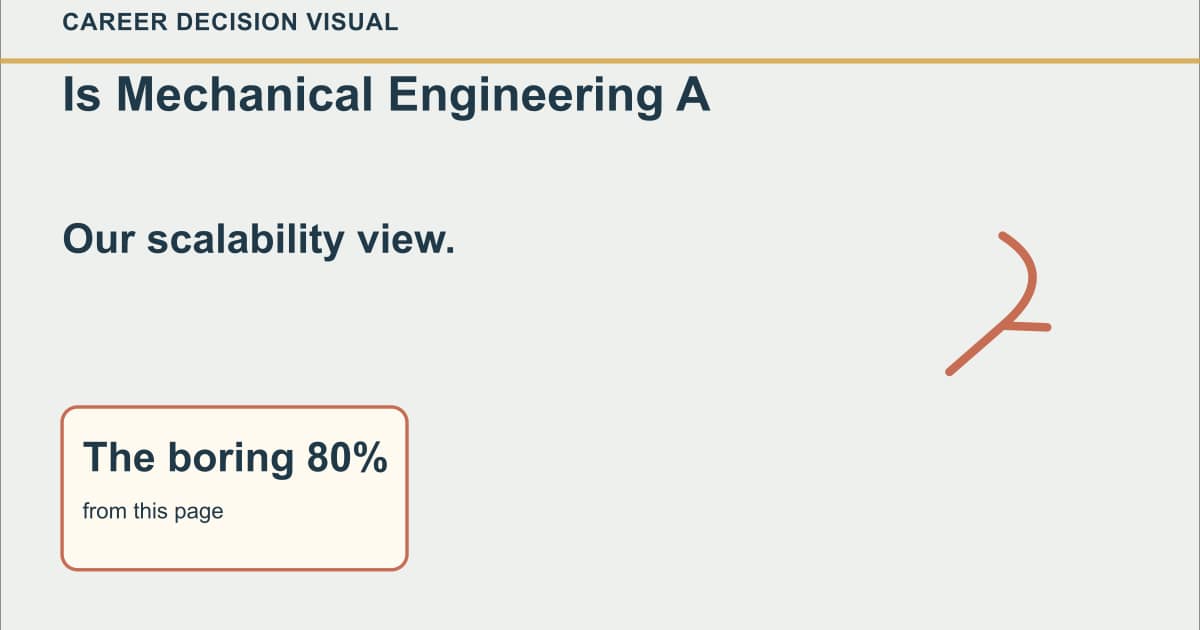 CAREER DECISION VISUAL
Is Mechanical Engineering A
Our scalability view.
The boring 80%
from this page